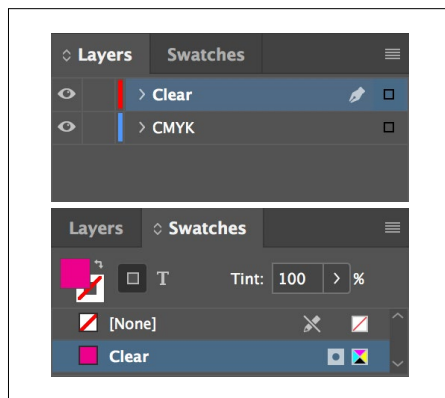 Layers Swatches
Clear
CMYK
Layers Swatches
T Tint: 100 %
[None]
Clear